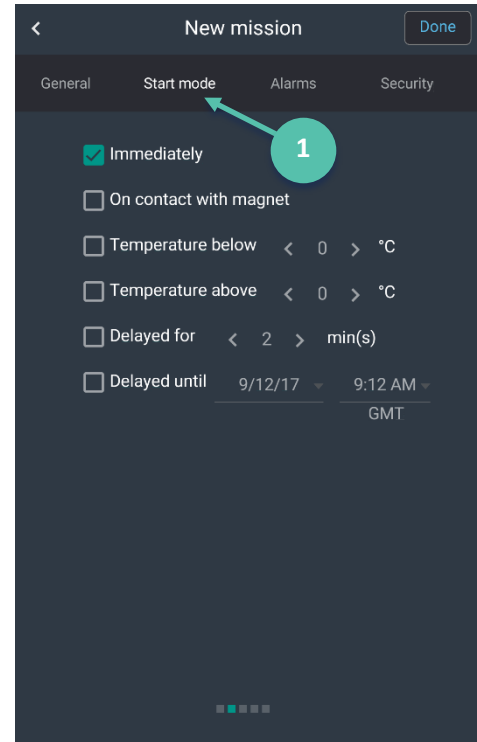 New mission Done
General Start mode Alarms Security
1
Immediately
On contact with magnet
Temperature below 0 °C
Temperature above 0 °C
Delayed for 2 min(s)
Delayed until 9/12/17 9:12 AM
GMT